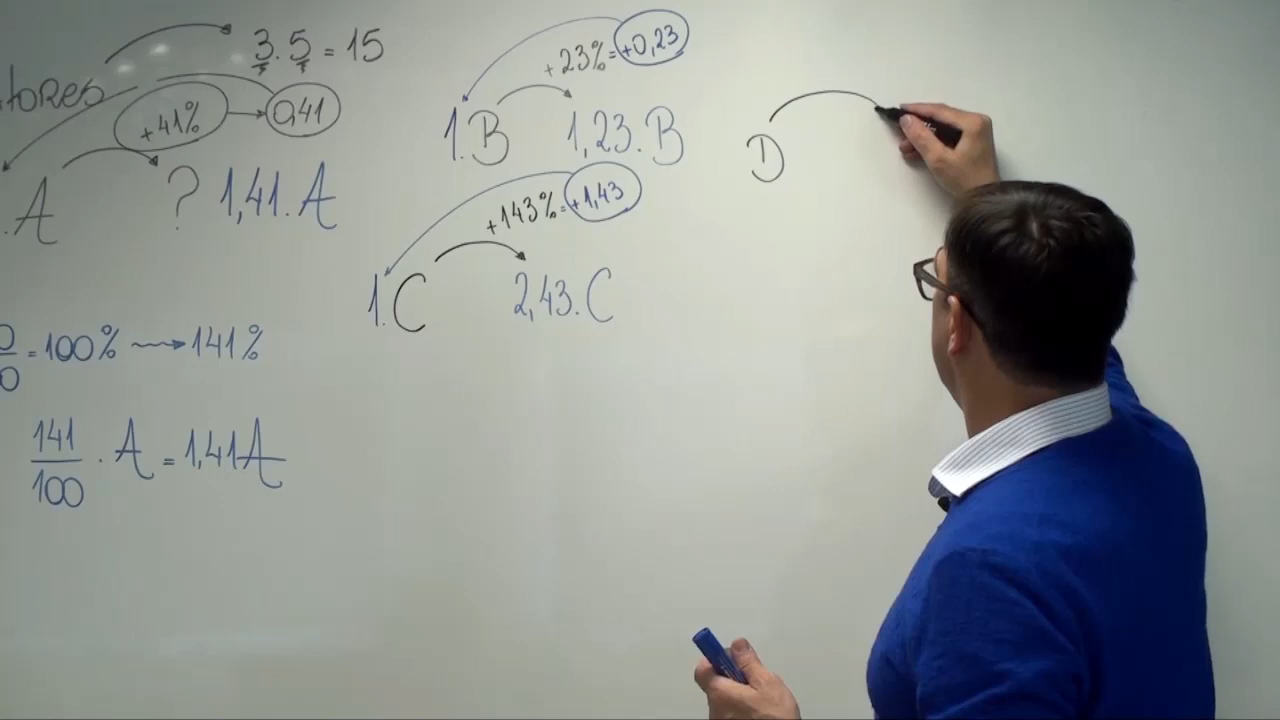 3.5 = 15
tores
+41% 0,41
.A ? 1,41.A
= 100% 141%
141/100 . A = 1,41A
+23% = +0,23
1.B 1,23.B
+143% = +1,43
1.C 2,43.C
D